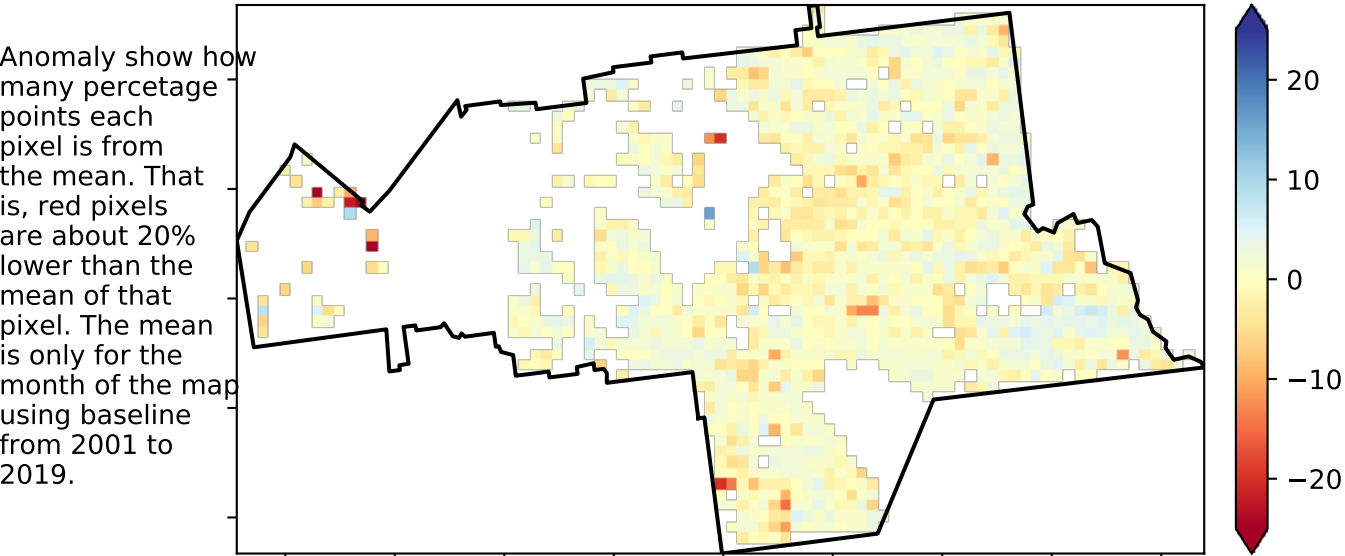 Anomaly show how
many percetage
points each
pixel is from
the mean. That
is, red pixels
are about 20%
lower than the
mean of that
pixel. The mean
is only for the
month of the map
using baseline
from 2001 to
2019.
20
10
0
−10
−20